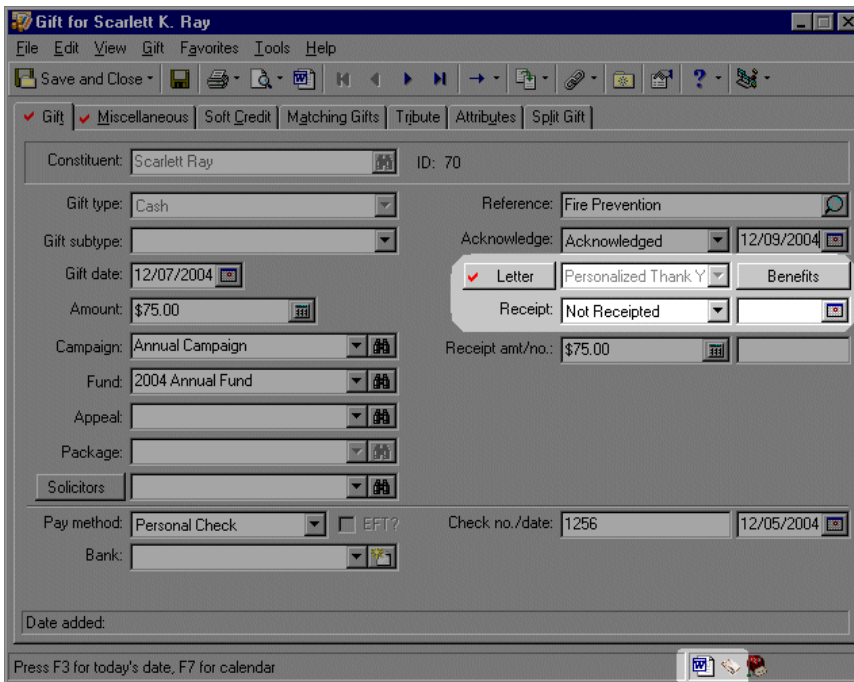 Gift for Scarlett K. Ray
File Edit View Gift Favorites Tools Help
Save and Close
Gift Miscellaneous Soft Credit Matching Gifts Tribute Attributes Split Gift
Constituent: Scarlett Ray ID: 70
Gift type: Cash Reference: Fire Prevention
Gift subtype: Acknowledge: Acknowledged 12/09/2004
Gift date: 12/07/2004 Letter Personalized Thank Y Benefits
Amount: $75.00 Receipt: Not Receipted
Campaign: Annual Campaign Receipt amt/no.: $75.00
Fund: 2004 Annual Fund
Appeal:
Package:
Solicitors
Pay method: Personal Check EFT? Check no./date: 1256 12/05/2004
Bank:
Date added:
Press F3 for today's date, F7 for calendar